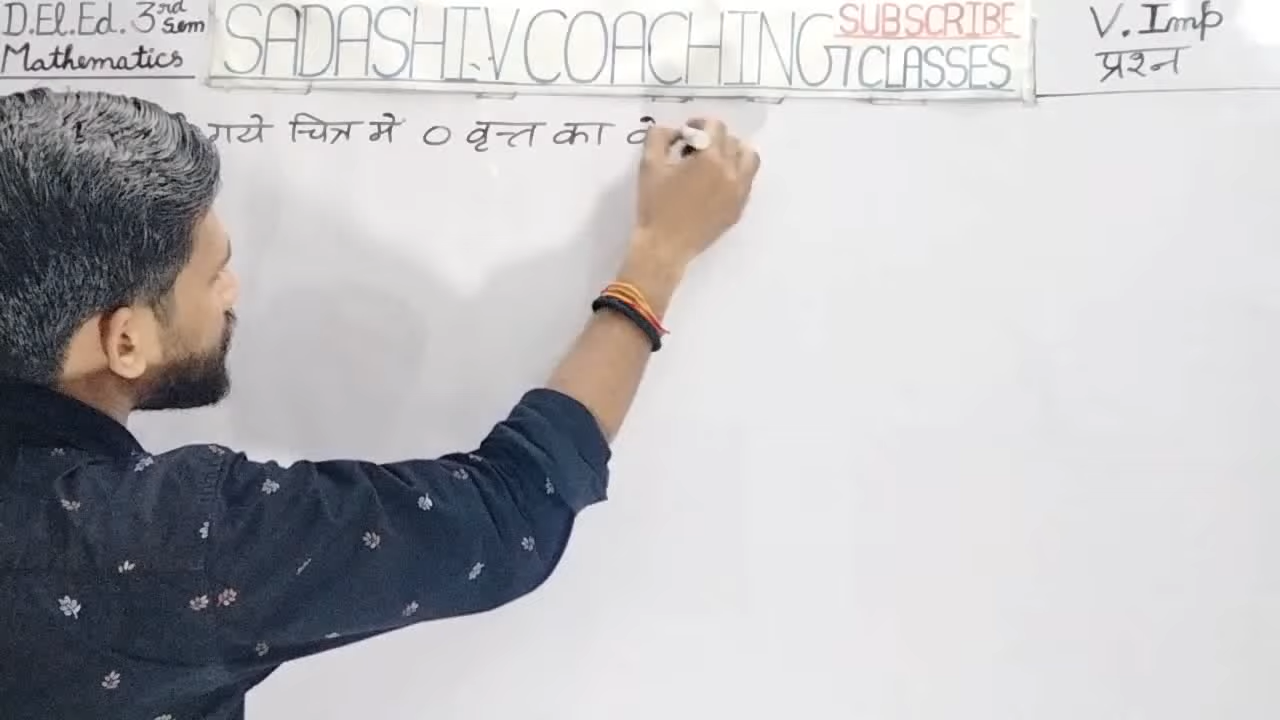 D.El.Ed. 3rd Sem
Mathematics
SADASHIV COACHING CLASSES
SUBSCRIBE
V. Imp
प्रश्न
गये चित्र में O वृत्त का